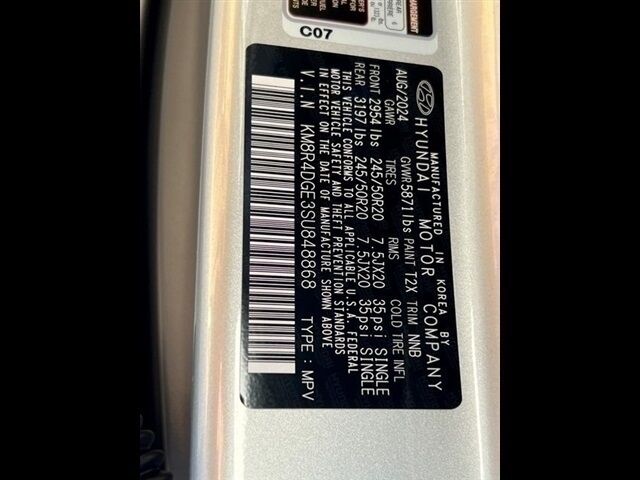 C07
MANUFACTURED IN KOREA BY
HYUNDAI MOTOR COMPANY
AUG/2024 GVWR 5871lbs PAINT T2X TRIM NNB
GAWR TIRES RIMS COLD TIRE INFL
FRONT 2954 lbs 245/50R20 7.5JX20 35psi SINGLE
REAR 3197 lbs 245/50R20 7.5JX20 35psi SINGLE
THIS VEHICLE CONFORMS TO ALL APPLICABLE U.S.A. FEDERAL
MOTOR VEHICLE SAFETY AND THEFT PREVENTION STANDARDS
IN EFFECT ON THE DATE OF MANUFACTURE SHOWN ABOVE
V.I.N KM8R4DGE3SU848868 TYPE : MPV